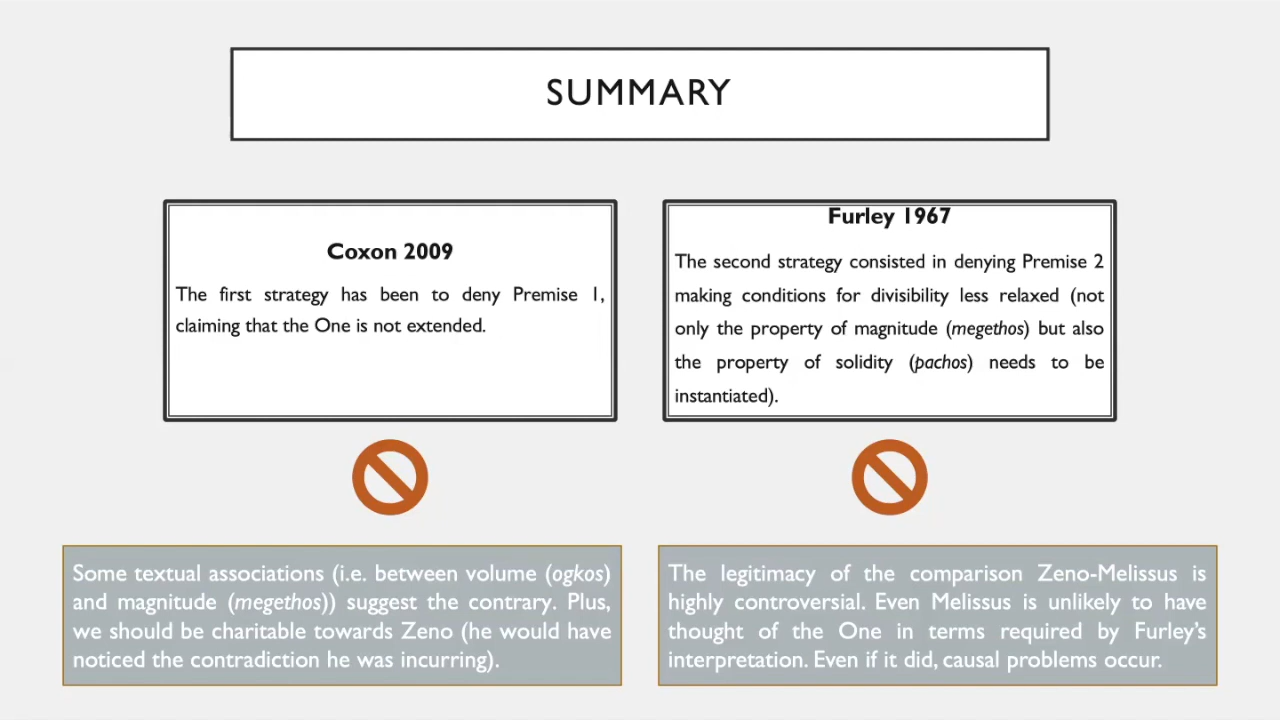 SUMMARY
Coxon 2009
The first strategy has been to deny Premise 1,
claiming that the One is not extended.
Furley 1967
The second strategy consisted in denying Premise 2
making conditions for divisibility less relaxed (not
only the property of magnitude (megethos) but also
the property of solidity (pachos) needs to be
instantiated).
Some textual associations (i.e. between volume (ogkos)
and magnitude (megethos)) suggest the contrary. Plus,
we should be charitable towards Zeno (he would have
noticed the contradiction he was incurring).
The legitimacy of the comparison Zeno-Melissus is
highly controversial. Even Melissus is unlikely to have
thought of the One in terms required by Furley's
interpretation. Even if it did, causal problems occur.